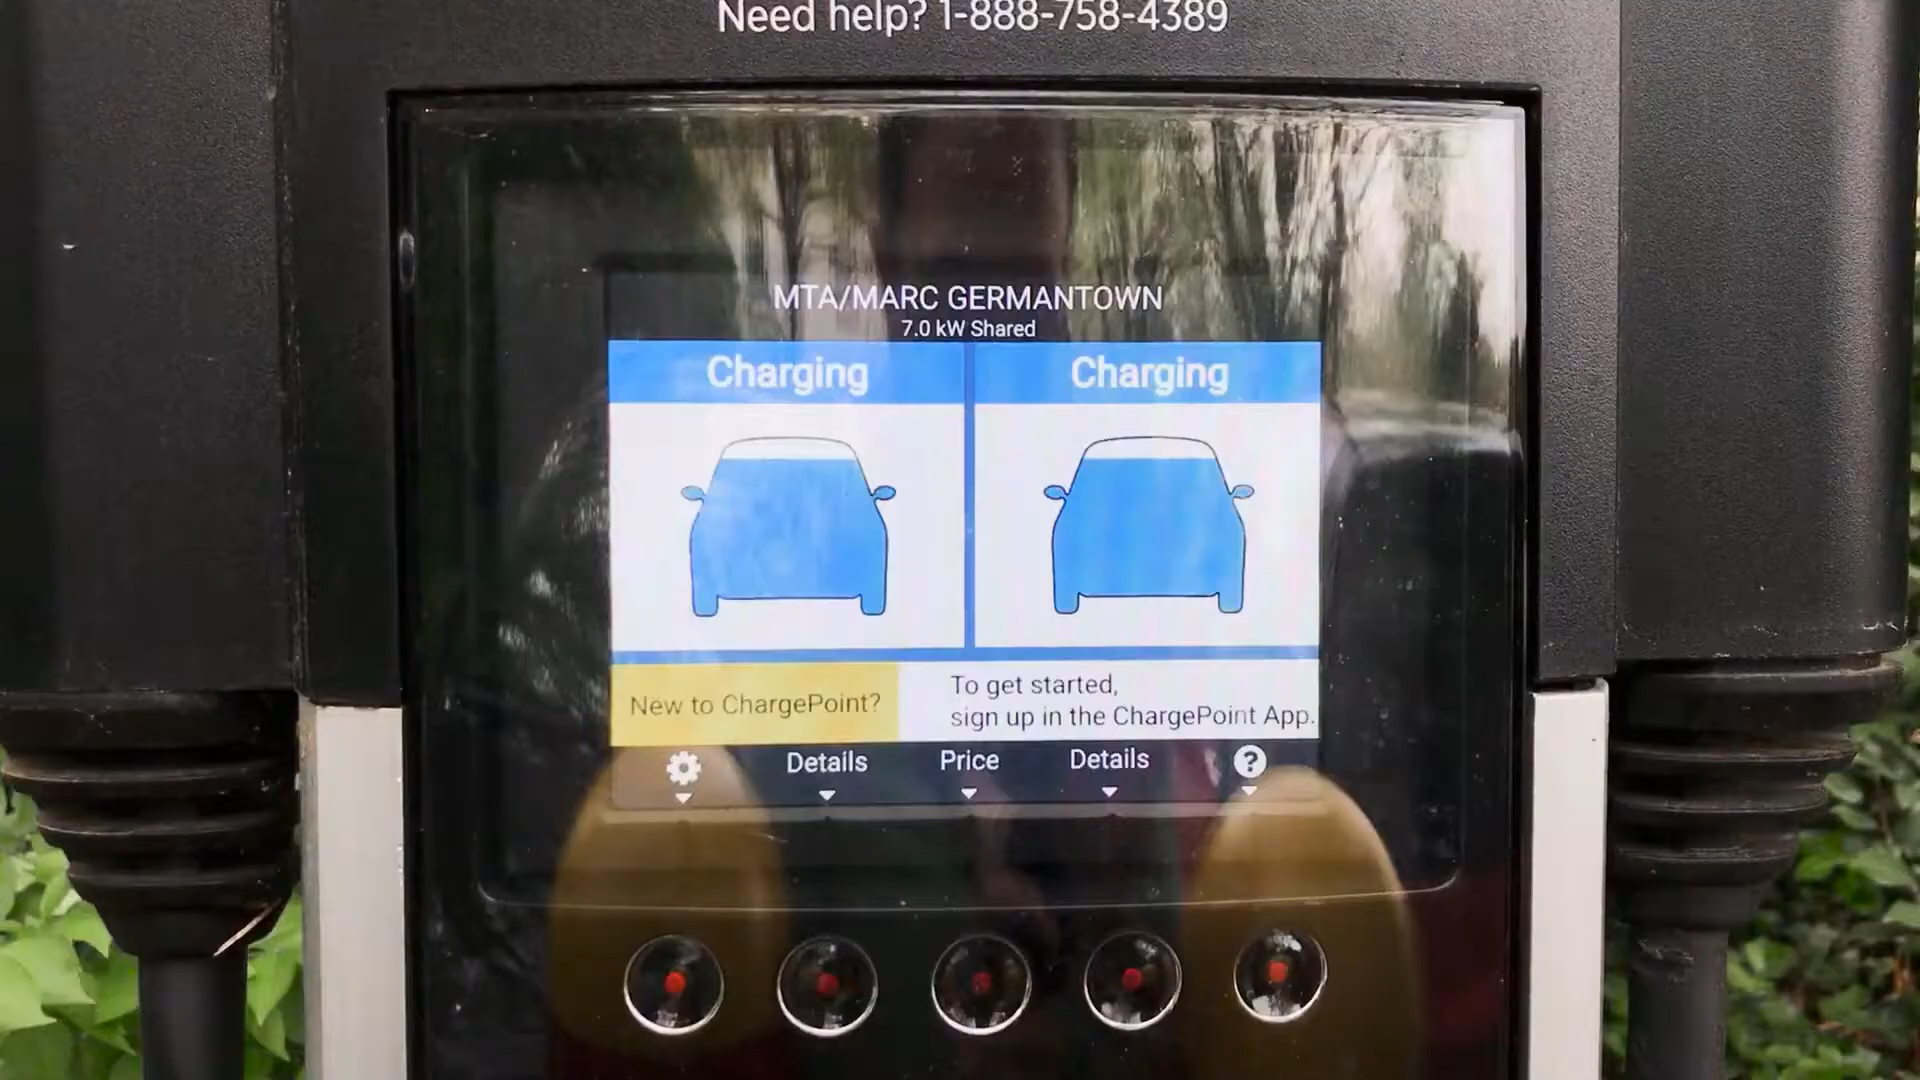 Need help? 1-888-758-4389
MTA/MARC GERMANTOWN
7.0 kW Shared
Charging
Charging
New to ChargePoint?
To get started,
sign up in the ChargePoint App.
Details
Price
Details
?